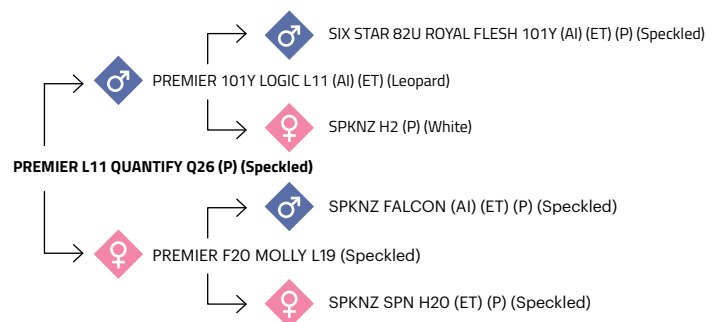 SIX STAR 82U ROYAL FLESH 101Y (AI) (ET) (P) (Speckled)
PREMIER 101Y LOGIC L11 (AI) (ET) (Leopard)
SPKNZ H2 (P) (White)
PREMIER L11 QUANTIFY Q26 (P) (Speckled)
SPKNZ FALCON (AI) (ET) (P) (Speckled)
PREMIER F20 MOLLY L19 (Speckled)
SPKNZ SPN H20 (ET) (P) (Speckled)